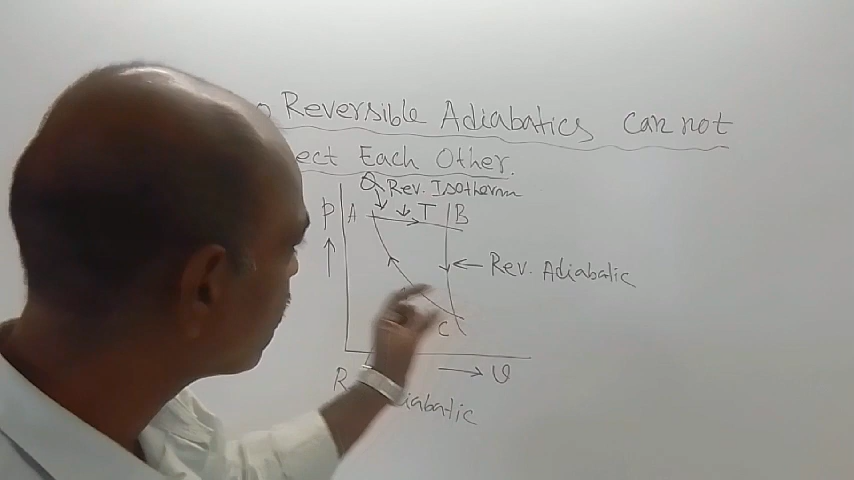 Reversible Adiabatics Can not
ect Each Other.
Q Rev. Isotherm
P A T B
Rev. Adiabatic
C
R iabatic
v